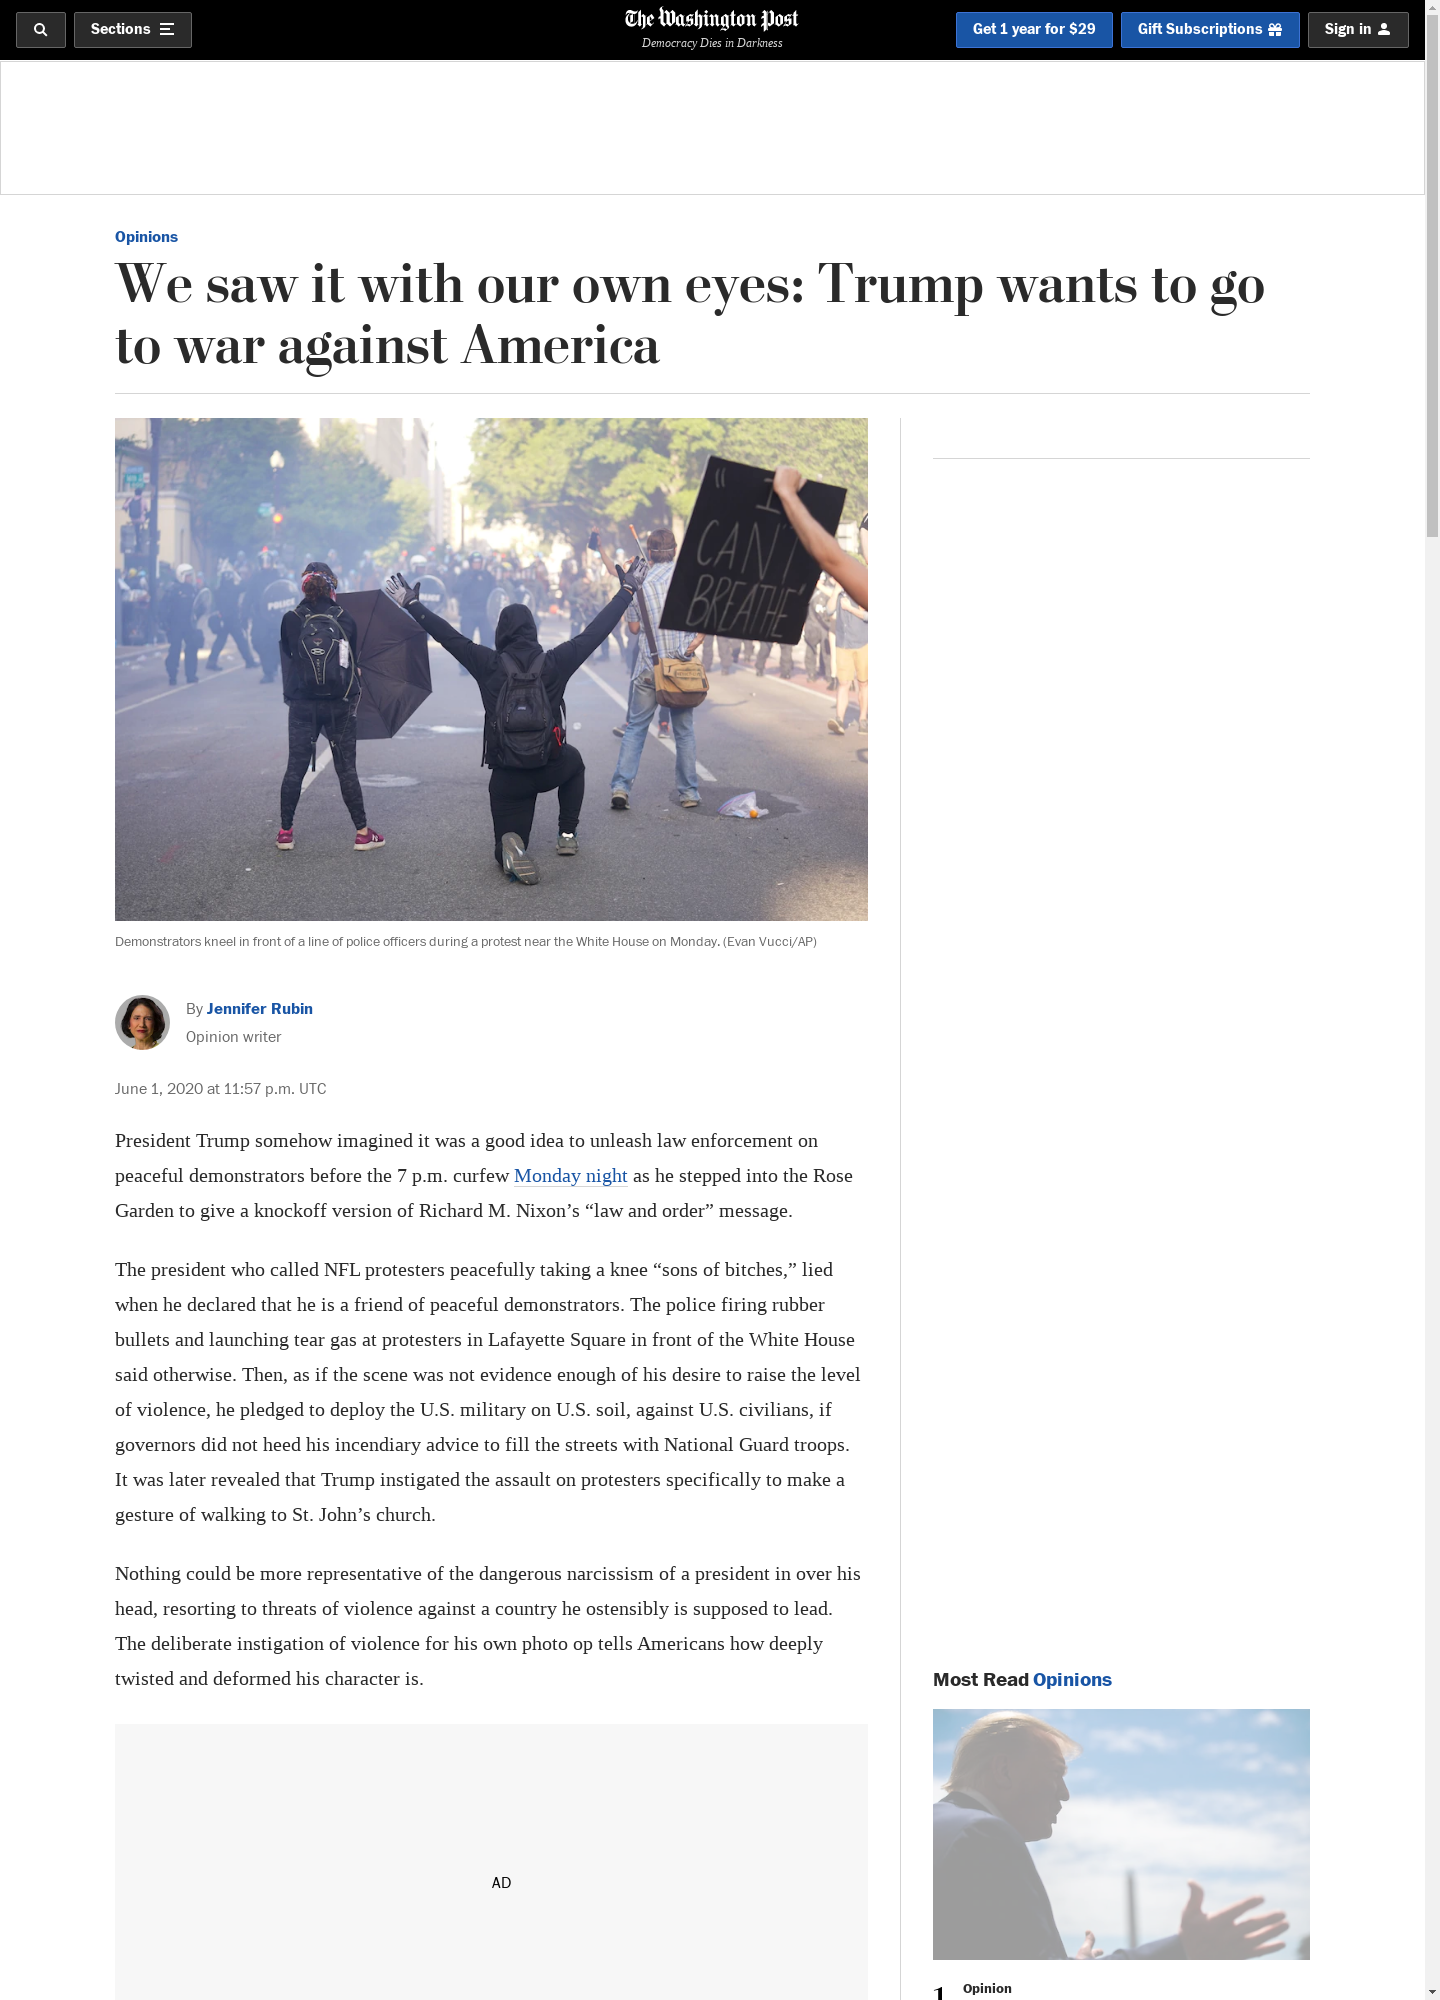 Sections
The Washington Post
Democracy Dies in Darkness
Get 1 year for $29
Gift Subscriptions
Sign in
Opinions
We saw it with our own eyes: Trump wants to go
to war against America
"I
CAN'T
BREATHE"
POLICE
POLICE
Demonstrators kneel in front of a line of police officers during a protest near the White House on Monday. (Evan Vucci/AP)
By Jennifer Rubin
Opinion writer
June 1, 2020 at 11:57 p.m. UTC
President Trump somehow imagined it was a good idea to unleash law enforcement on
peaceful demonstrators before the 7 p.m. curfew Monday night as he stepped into the Rose
Garden to give a knockoff version of Richard M. Nixon’s “law and order” message.
The president who called NFL protesters peacefully taking a knee “sons of bitches,” lied
when he declared that he is a friend of peaceful demonstrators. The police firing rubber
bullets and launching tear gas at protesters in Lafayette Square in front of the White House
said otherwise. Then, as if the scene was not evidence enough of his desire to raise the level
of violence, he pledged to deploy the U.S. military on U.S. soil, against U.S. civilians, if
governors did not heed his incendiary advice to fill the streets with National Guard troops.
It was later revealed that Trump instigated the assault on protesters specifically to make a
gesture of walking to St. John’s church.
Nothing could be more representative of the dangerous narcissism of a president in over his
head, resorting to threats of violence against a country he ostensibly is supposed to lead.
The deliberate instigation of violence for his own photo op tells Americans how deeply
twisted and deformed his character is.
AD
Most Read Opinions
1
Opinion